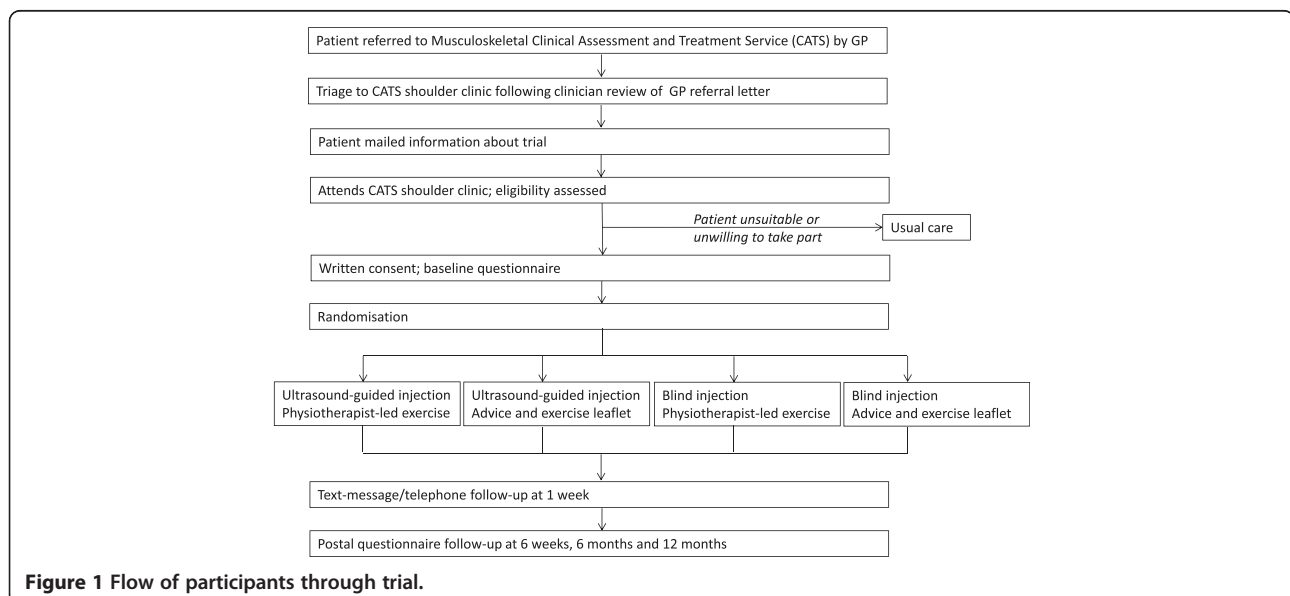 Patient referred to Musculoskeletal Clinical Assessment and Treatment Service (CATS) by GP
Triage to CATS shoulder clinic following clinician review of GP referral letter
Patient mailed information about trial
Attends CATS shoulder clinic; eligibility assessed
Patient unsuitable or
unwilling to take part
Usual care
Written consent; baseline questionnaire
Randomisation
Ultrasound-guided injection
Physiotherapist-led exercise
Ultrasound-guided injection
Advice and exercise leaflet
Blind injection
Physiotherapist-led exercise
Blind injection
Advice and exercise leaflet
Text-message/telephone follow-up at 1 week
Postal questionnaire follow-up at 6 weeks, 6 months and 12 months
Figure 1 Flow of participants through trial.